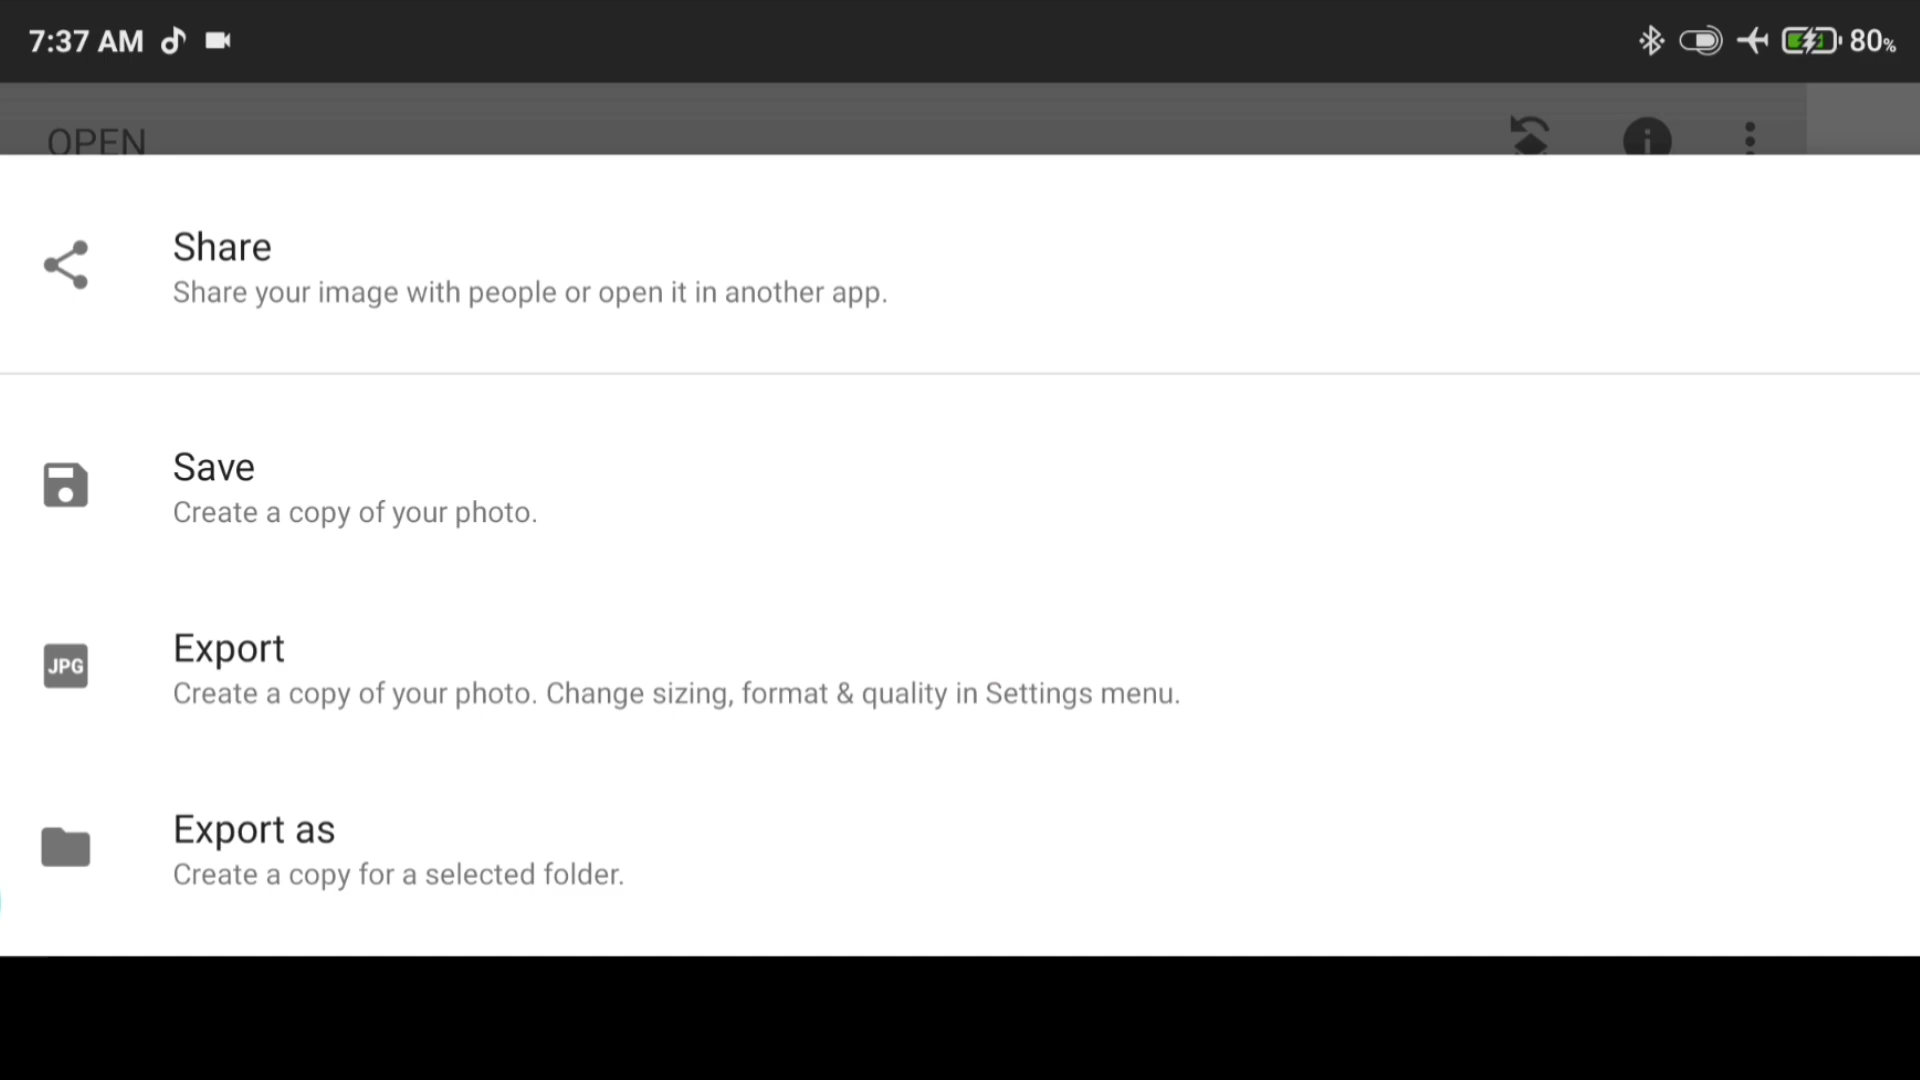 7:37 AM
80%
OPEN
Share
Share your image with people or open it in another app.
Save
Create a copy of your photo.
JPG
Export
Create a copy of your photo. Change sizing, format & quality in Settings menu.
Export as
Create a copy for a selected folder.